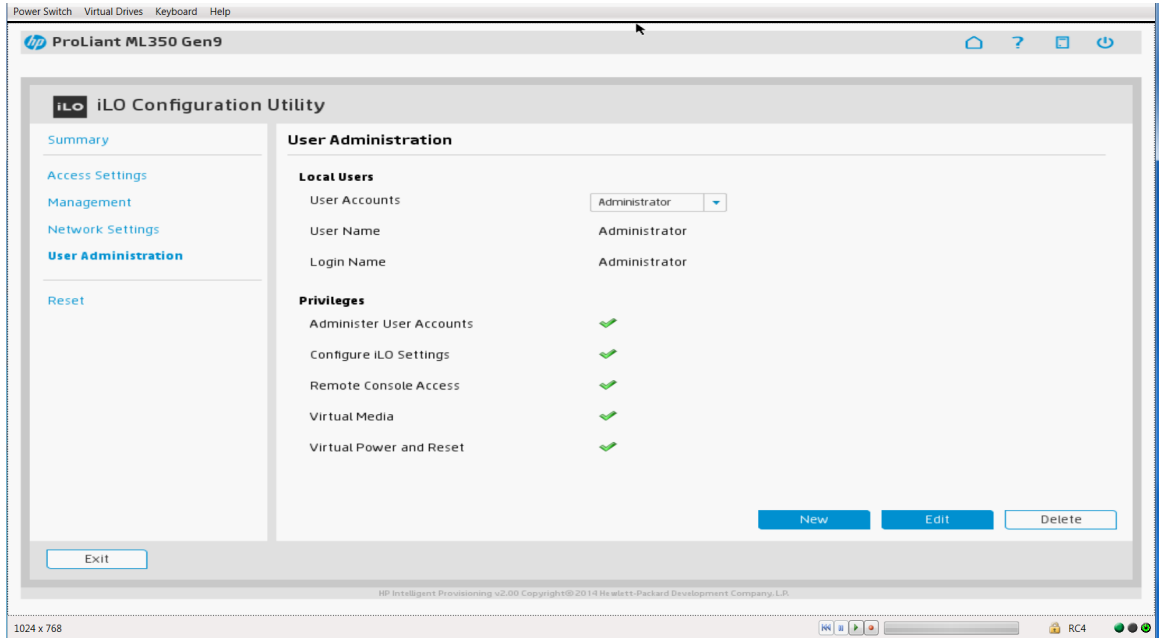 Power Switch Virtual Drives Keyboard Help
hp ProLiant ML350 Gen9 ?
iLO iLO Configuration Utility
Summary
Access Settings
Management
Network Settings
User Administration
Reset
User Administration
Local Users
User Accounts Administrator
User Name Administrator
Login Name Administrator
Privileges
Administer User Accounts
Configure iLO Settings
Remote Console Access
Virtual Media
Virtual Power and Reset
New Edit Delete
Exit
HP Intelligent Provisioning v2.00 Copyright©2014 Hewlett-Packard Development Company, L.P.
1024 x 768 RC4